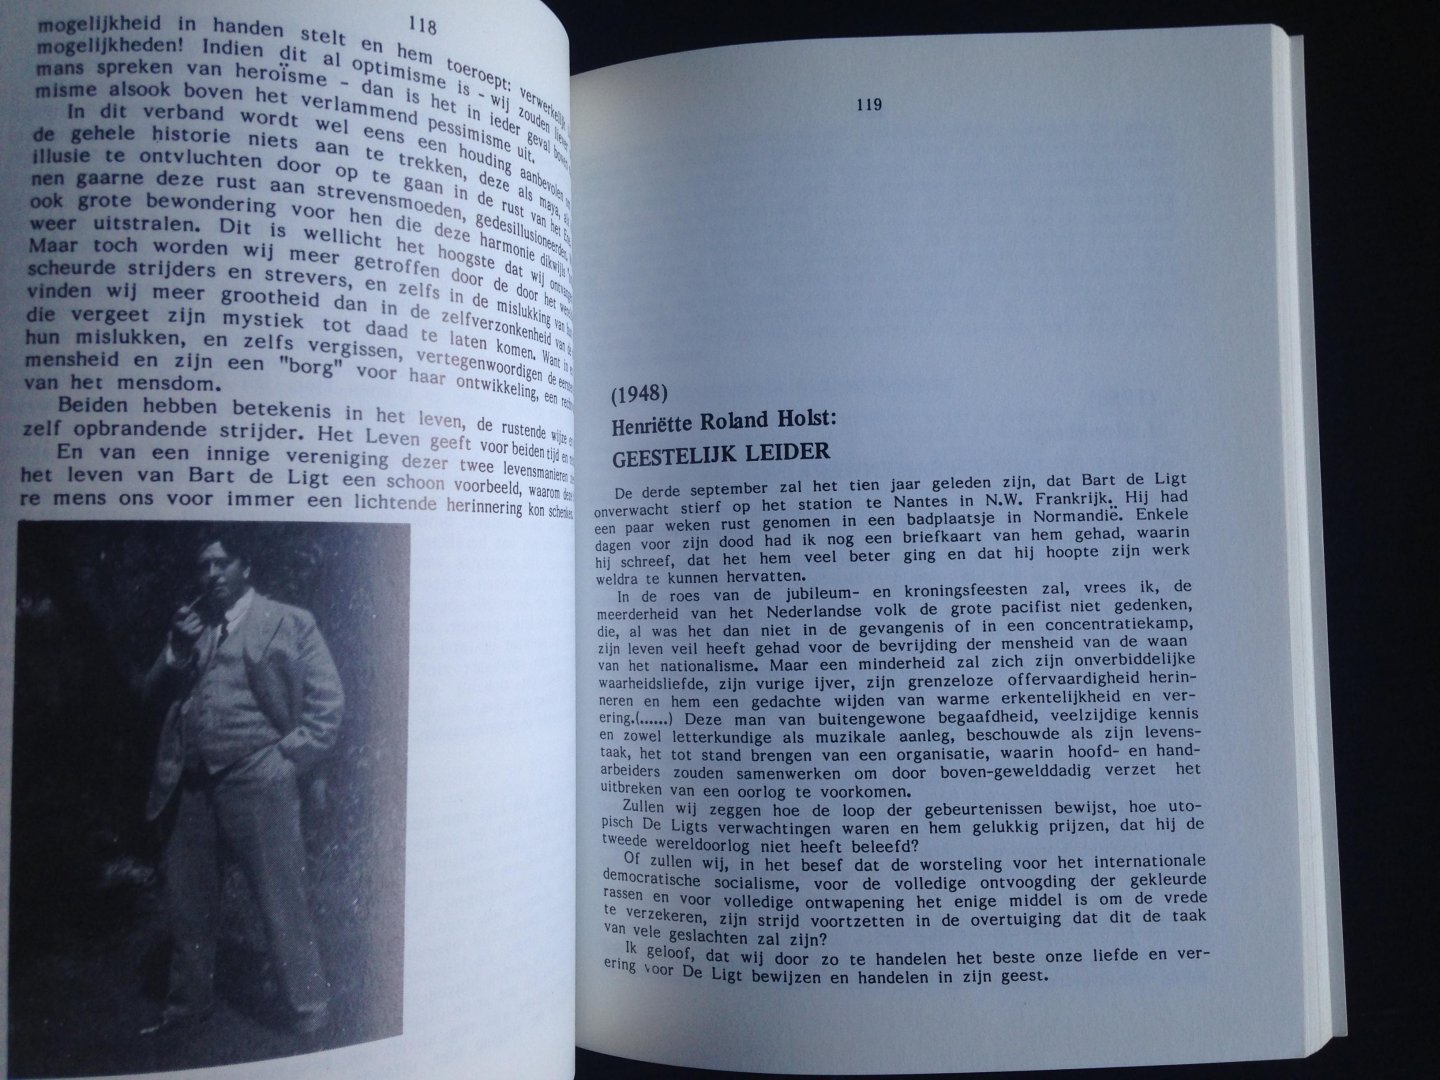 118
mogelijkheid in handen stelt en hem toeroept: verwerkelijk
mogelijkheden! Indien dit al optimisme is - wij zouden liever
mans spreken van heroïsme - dan is het in ieder geval boven
misme alsook boven het verlammend pessimisme uit.
In dit verband wordt wel eens een houding aanbevolen om
de gehele historie niets aan te trekken, deze als maya, als
illusie te ontvluchten door op te gaan in de rust van het Ene.
nen gaarne deze rust aan strevensmoeden, gedesillusioneerden,
ook grote bewondering voor hen die deze harmonie dikwijls
weer uitstralen. Dit is wellicht het hoogste dat wij
Maar toch worden wij meer getroffen door de door het
scheurde strijders en strevers, en zelfs in de mislukking van hun
vinden wij meer grootheid dan in de zelfverzonkenheid van de
die vergeet zijn mystiek tot daad te laten komen. Want in
hun mislukken, en zelfs vergissen, vertegenwoordigen de
mensheid en zijn een "borg" voor haar ontwikkeling, een
van het mensdom.
Beiden hebben betekenis in het leven, de rustende wijze
zelf opbrandende strijder. Het Leven geeft voor beiden tijd en
En van een innige vereniging dezer twee levensmanieren
het leven van Bart de Ligt een schoon voorbeeld, waarom deze
re mens ons voor immer een lichtende herinnering kon schenken.
119
(1948)
Henriëtte Roland Holst:
GEESTELIJK LEIDER
De derde september zal het tien jaar geleden zijn, dat Bart de Ligt
onverwacht stierf op het station te Nantes in N.W. Frankrijk. Hij had
een paar weken rust genomen in een badplaatsje in Normandië. Enkele
dagen voor zijn dood had ik nog een briefkaart van hem gehad, waarin
hij schreef, dat het hem veel beter ging en dat hij hoopte zijn werk
weldra te kunnen hervatten.
In de roes van de jubileum- en kroningsfeesten zal, vrees ik, de
meerderheid van het Nederlandse volk de grote pacifist niet gedenken,
die, al was het dan niet in de gevangenis of in een concentratiekamp,
zijn leven veil heeft gehad voor de bevrijding der mensheid van de waan
van het nationalisme. Maar een minderheid zal zich zijn onverbiddelijke
waarheidsliefde, zijn vurige ijver, zijn grenzeloze offervaardigheid herin-
neren en hem een gedachte wijden van warme erkentelijkheid en ver-
ering.(......) Deze man van buitengewone begaafdheid, veelzijdige kennis
en zowel letterkundige als muzikale aanleg, beschouwde als zijn levens-
taak, het tot stand brengen van een organisatie, waarin hoofd- en hand-
arbeiders zouden samenwerken om door boven-gewelddadig verzet het
uitbreken van een oorlog te voorkomen.
Zullen wij zeggen hoe de loop der gebeurtenissen bewijst, hoe uto-
pisch De Ligts verwachtingen waren en hem gelukkig prijzen, dat hij de
tweede wereldoorlog niet heeft beleefd?
Of zullen wij, in het besef dat de worsteling voor het internationale
democratische socialisme, voor de volledige ontvoogding der gekleurde
rassen en voor volledige ontwapening het enige middel is om de vrede
te verzekeren, zijn strijd voortzetten in de overtuiging dat dit de taak
van vele geslachten zal zijn?
Ik geloof, dat wij door zo te handelen het beste onze liefde en ver-
ering voor De Ligt bewijzen en handelen in zijn geest.